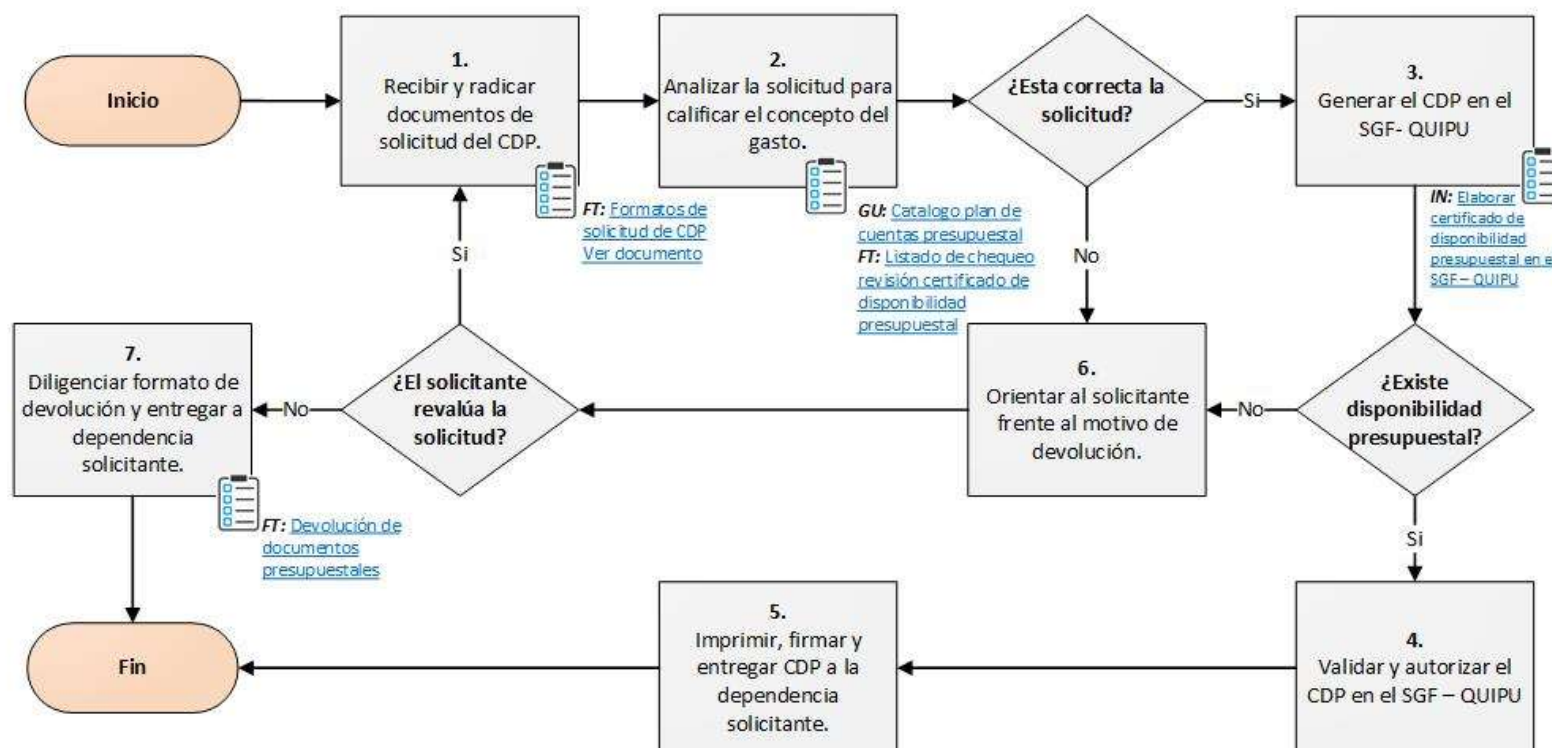 Inicio
1.
Recibir y radicar
documentos de
solicitud del CDP.
FT: Formatos de
solicitud de CDP
Ver documento
2.
Analizar la solicitud para
calificar el concepto del
gasto.
GU: Catalogo plan de
cuentas presupuestal
FT: Listado de chequeo
revisión certificado de
disponibilidad
presupuestal
¿Esta correcta la
solicitud?
Si
No
3.
Generar el CDP en el
SGF- QUIPU
IN: Elaborar
certificado de
disponibilidad
presupuestal en e
SGF – QUIPU
Si
7.
Diligenciar formato de
devolución y entregar a
dependencia
solicitante.
FT: Devolución de
documentos
presupuestales
No
¿El solicitante
revalúa la
solicitud?
6.
Orientar al solicitante
frente al motivo de
devolución.
No
¿Existe
disponibilidad
presupuestal?
Si
Fin
5.
Imprimir, firmar y
entregar CDP a la
dependencia
solicitante.
4.
Validar y autorizar el
CDP en el SGF – QUIPU